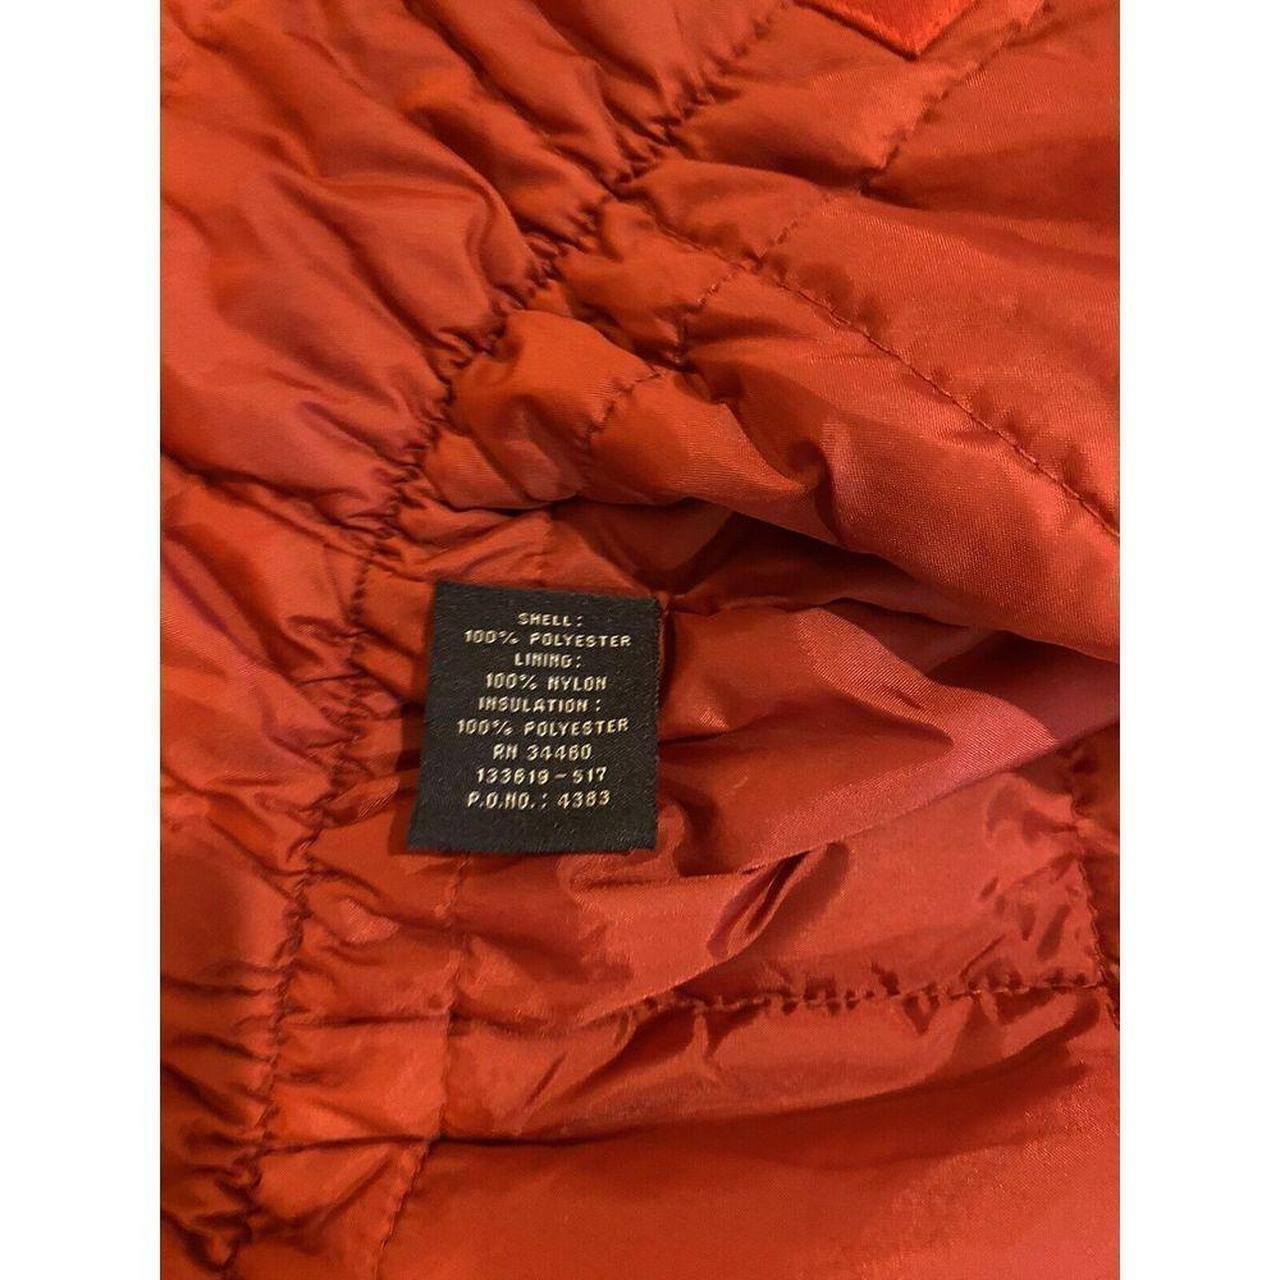 SHELL:
100% POLYESTER
LINING:
100% NYLON
INSULATION:
100% POLYESTER
RN 34460
133619-517
P.O.NO.: 4383